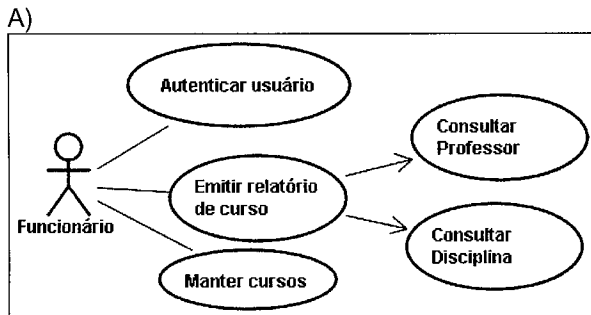 A)
Autenticar usuário
Consultar
Professor
Emitir relatório
de curso
Funcionário
Consultar
Disciplina
Manter cursos